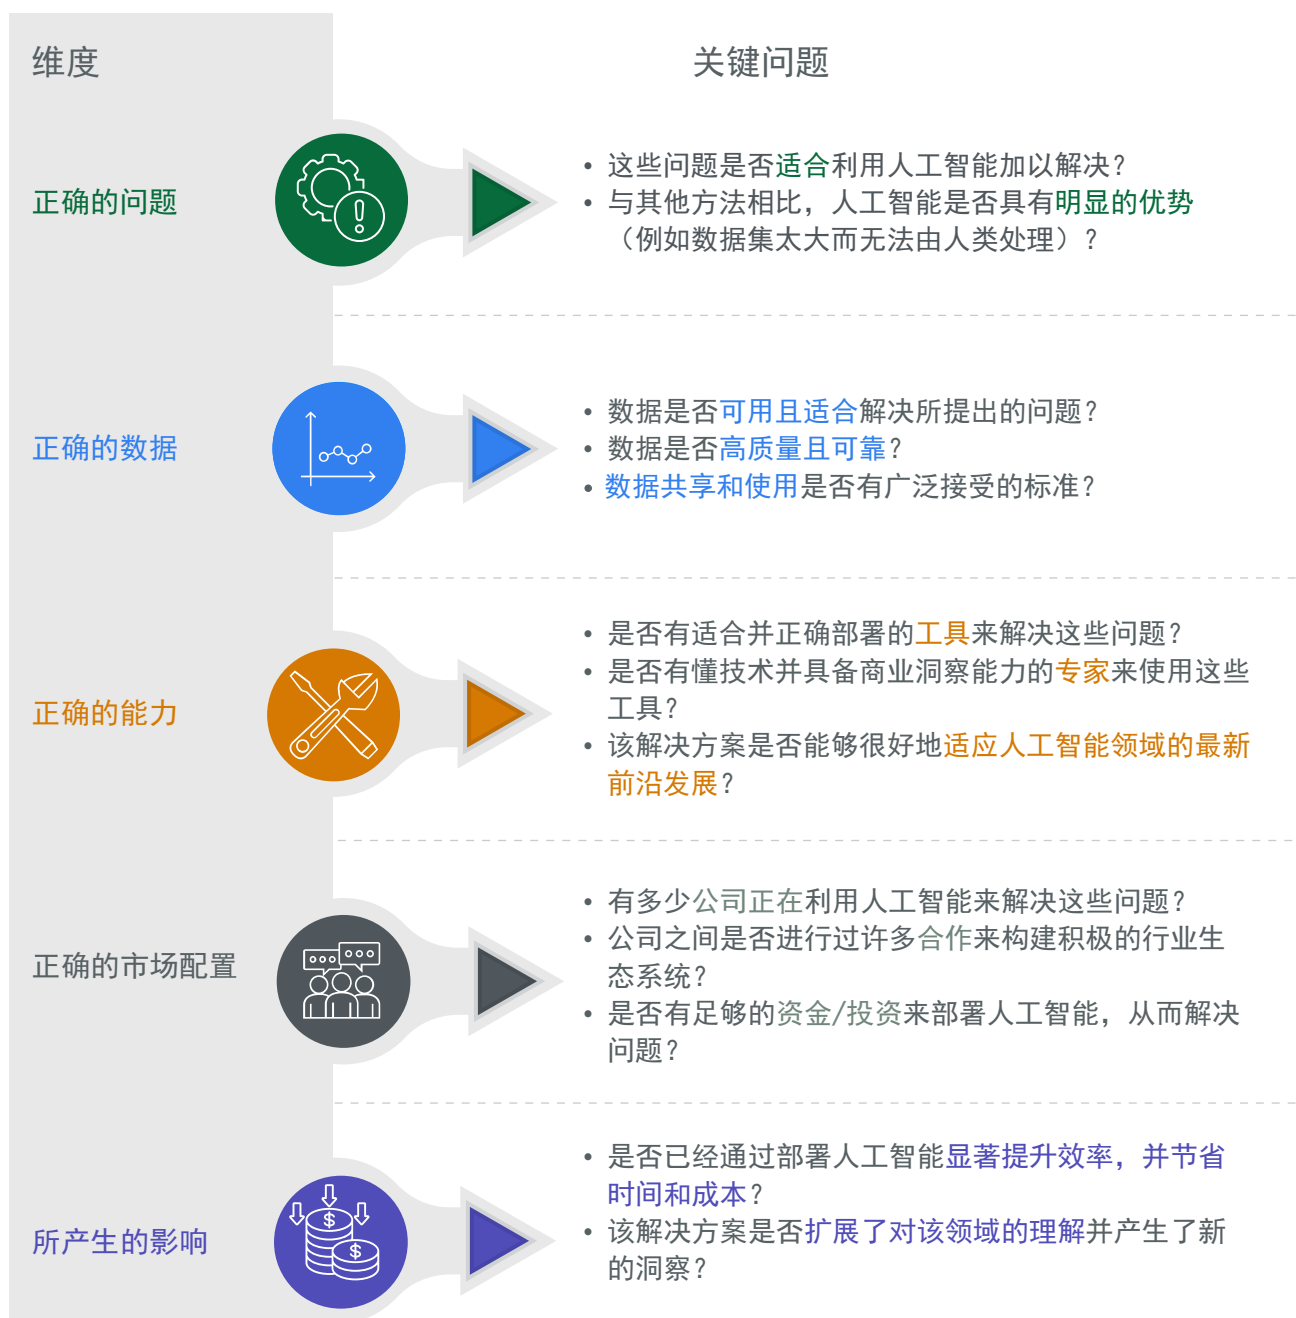 维度
关键问题
正确的问题
• 这些问题是否适合利用人工智能加以解决？
• 与其他方法相比，人工智能是否具有明显的优势
（例如数据集太大而无法由人类处理）？
正确的数据
• 数据是否可用且适合解决所提出的问题？
• 数据是否高质量且可靠？
• 数据共享和使用是否有广泛接受的标准？
正确的能力
• 是否有适合并正确部署的工具来解决这些问题？
• 是否有懂技术并具备商业洞察能力的专家来使用这些
工具？
• 该解决方案是否能够很好地适应人工智能领域的最新
前沿发展？
正确的市场配置
• 有多少公司正在利用人工智能来解决这些问题？
• 公司之间是否进行过许多合作来构建积极的行业生
态系统？
• 是否有足够的资金/投资来部署人工智能，从而解决
问题？
所产生的影响
• 是否已经通过部署人工智能显著提升效率，并节省
时间和成本？
• 该解决方案是否扩展了对该领域的理解并产生了新
的洞察？